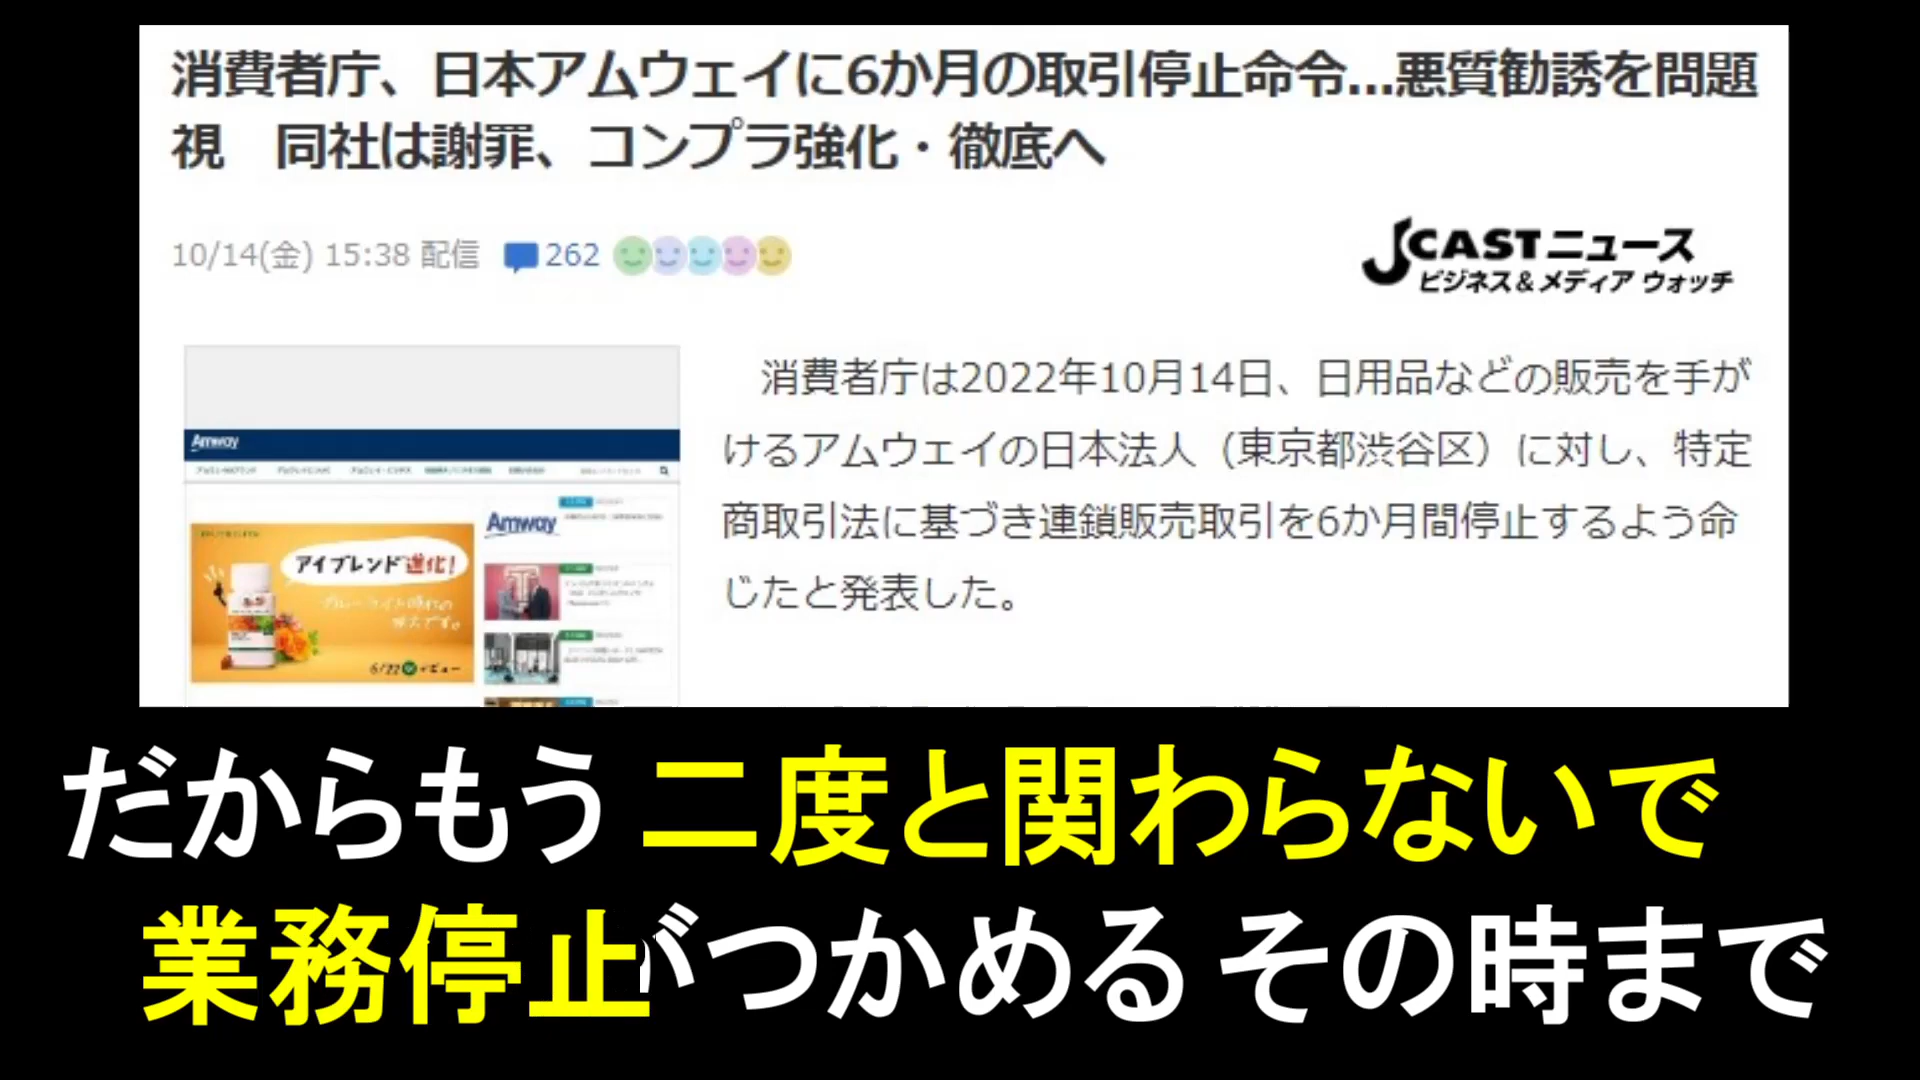 消費者庁、日本アムウェイに6か月の取引停止命令...悪質勧誘を問題
視　同社は謝罪、コンプラ強化・徹底へ
10/14(金) 15:38 配信 262
J CASTニュース
ビジネス＆メディア ウォッチ
消費者庁は2022年10月14日、日用品などの販売を手が
けるアムウェイの日本法人（東京都渋谷区）に対し、特定
商取引法に基づき連鎖販売取引を6か月間停止するよう命
じたと発表した。
Amway
Amway
アイブレンド進化!
だからもう 二度と関わらないで
業務停止がつかめる その時まで